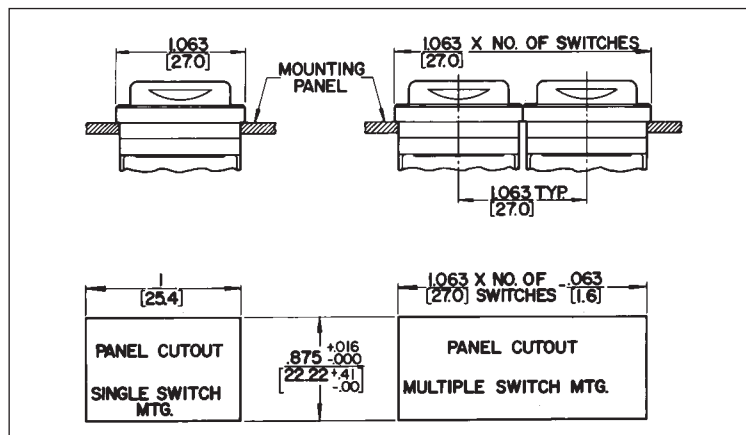 1.063
[27.0]
MOUNTING
PANEL
1.063 X NO. OF SWITCHES
[27.0]
1.063 TYP.
[27.0]
1
[25.4]
1.063 X NO. OF -.063
[27.0] SWITCHES [1.6]
PANEL CUTOUT
SINGLE SWITCH
MTG.
.875 +.016 -.000
[22.22 +.41 -.00]
PANEL CUTOUT
MULTIPLE SWITCH MTG.